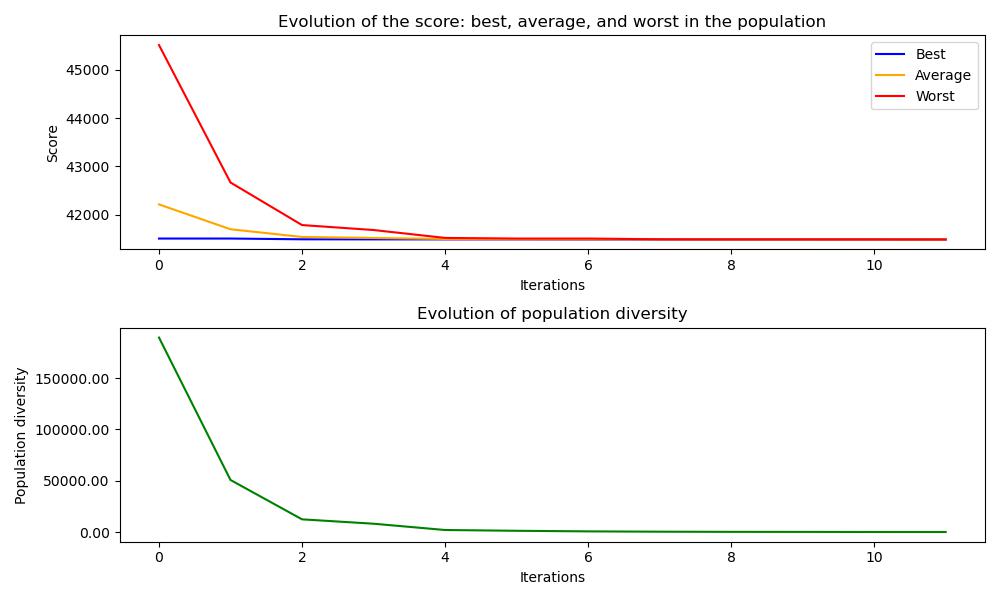 Evolution of the score: best, average, and worst in the population
Score
45000
44000
43000
42000
Best
Average
Worst
0 2 4 6 8 10
Iterations
Evolution of population diversity
Population diversity
150000.00
100000.00
50000.00
0.00
0 2 4 6 8 10
Iterations